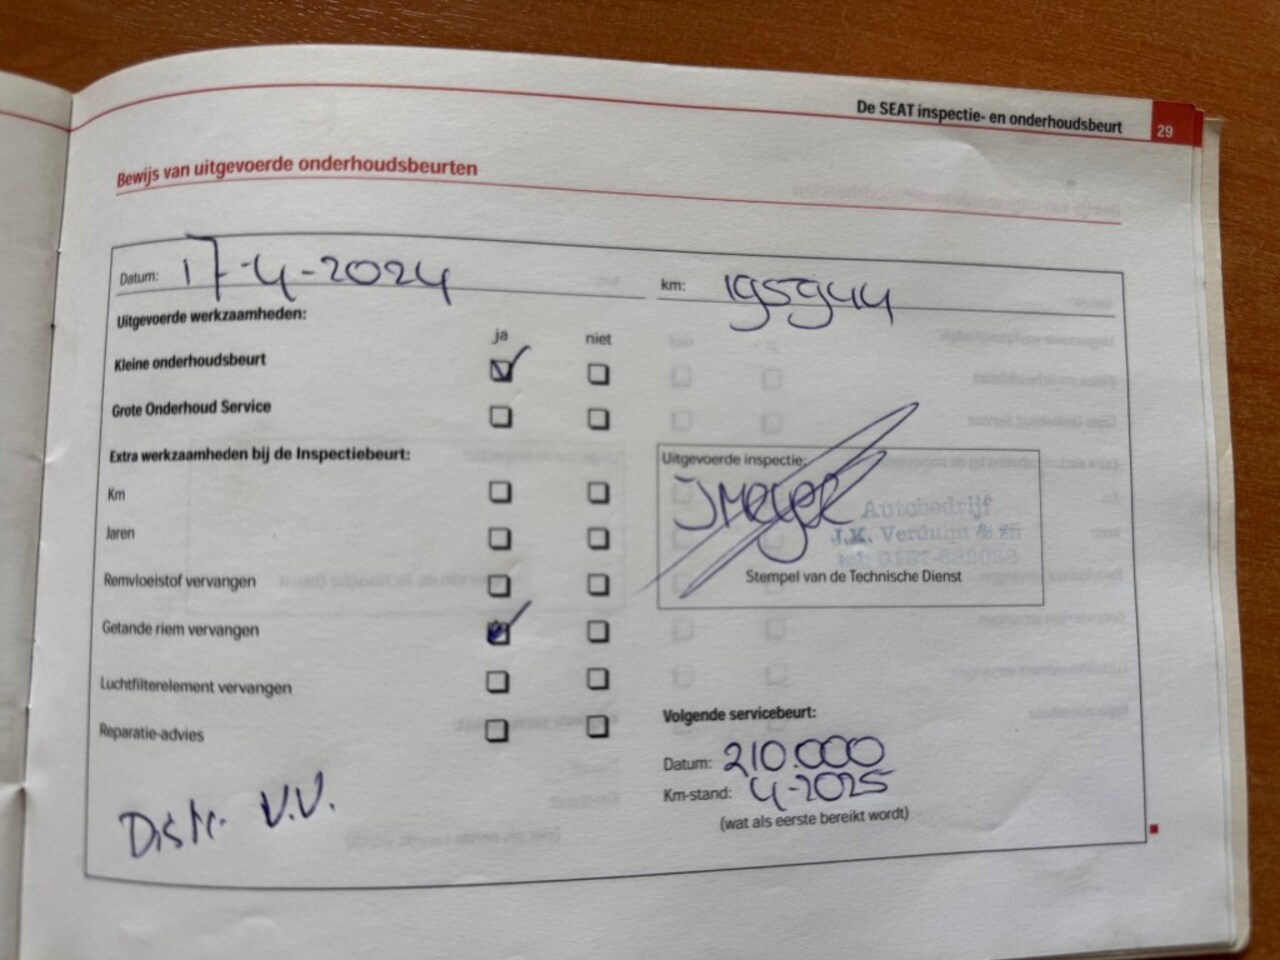 De SEAT inspectie- en onderhoudsbeurt 29
Bewijs van uitgevoerde onderhoudsbeurten
Datum: 17-4-2024
km: 195944
Uitgevoerde werkzaamheden:
ja niet
Kleine onderhoudsbeurt
Grote Onderhoud Service
Extra werkzaamheden bij de Inspectiebeurt:
Km
Jaren
Remvloeistof vervangen
Getande riem vervangen
Luchtfilterelement vervangen
Reparatie-advies
Distr. V.V.
Uitgevoerde inspectie:
Autobedrijf
J.K. Verduijn & zn
Stempel van de Technische Dienst
Volgende servicebeurt:
Datum: 210.000
Km-stand: 4-2025
(wat als eerste bereikt wordt)